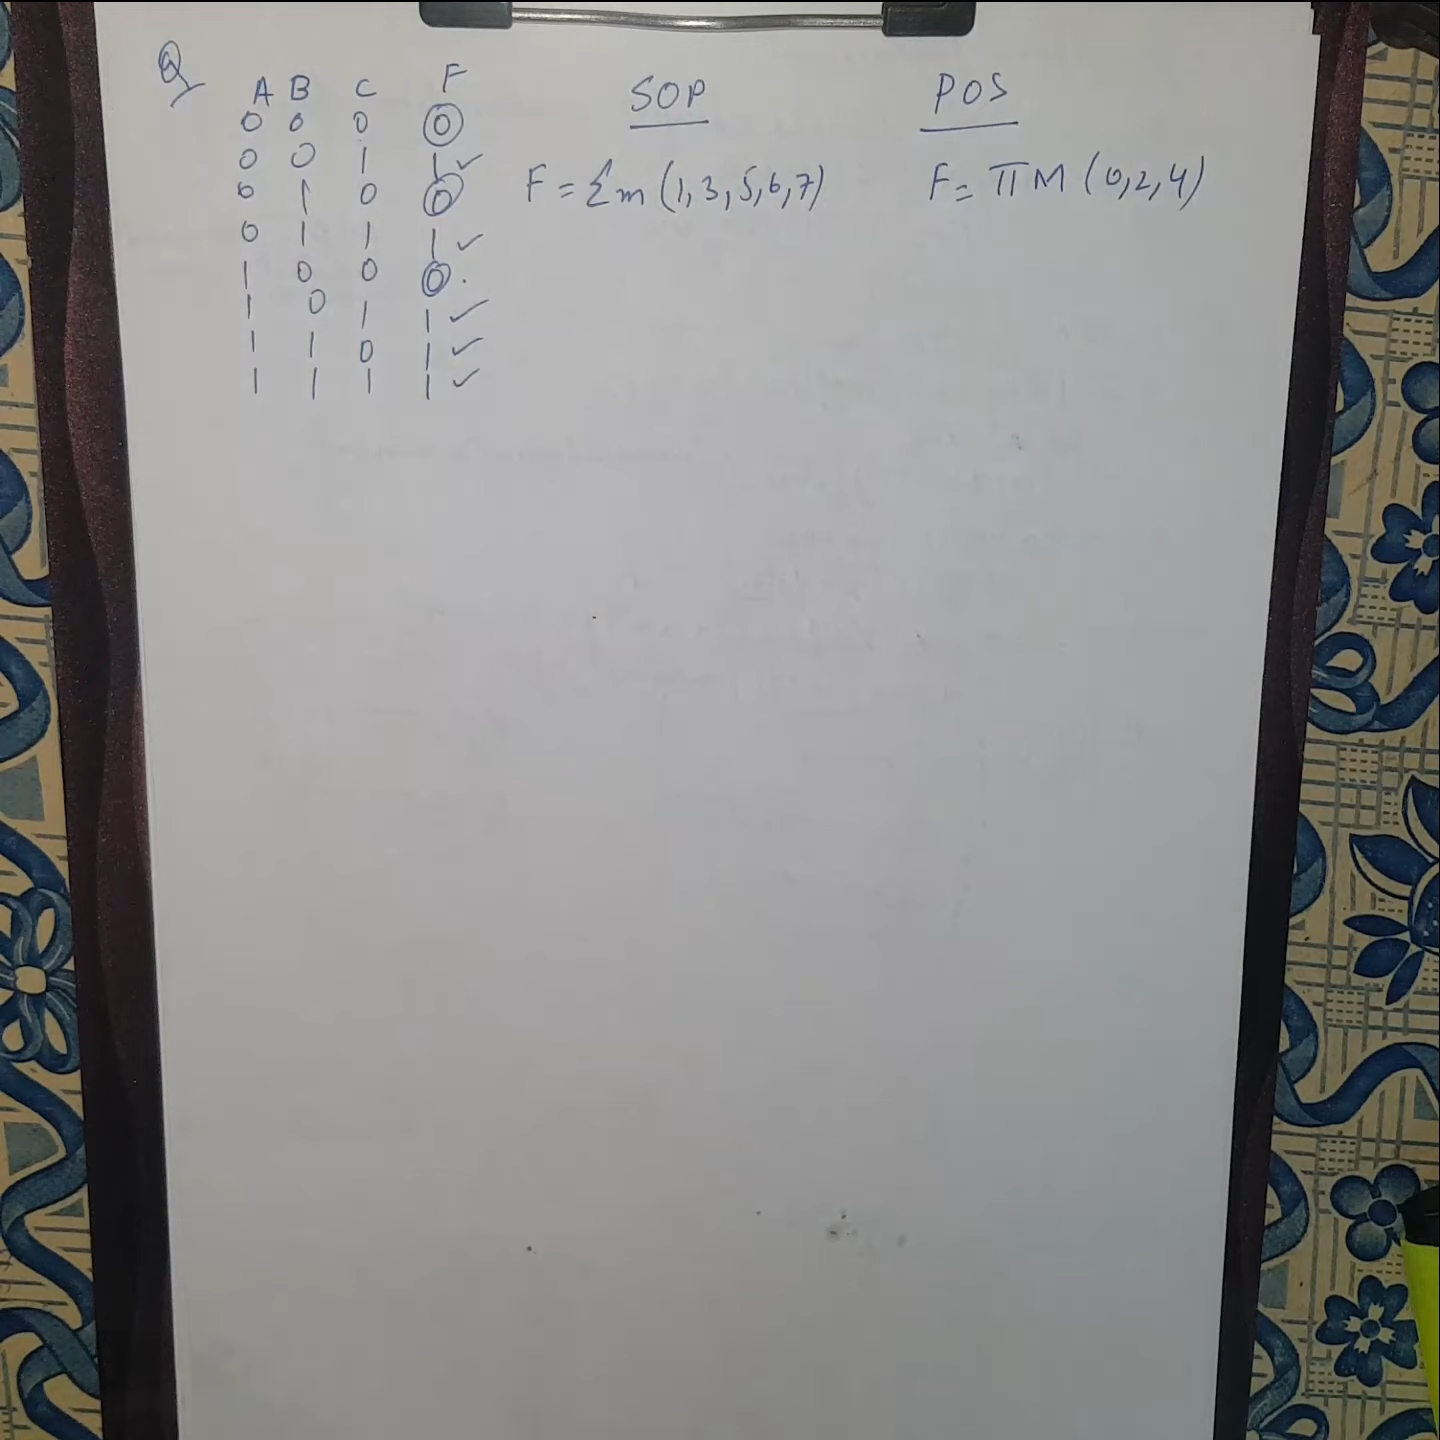 Q
A B C F SOP POS
0 0 0 0
0 0 1 1 ✓ F = Σm (1,3,5,6,7) F = πM (0,2,4)
0 1 0 0
0 1 1 1 ✓
1 0 0 0 .
1 0 1 1 ✓
1 1 0 1 ✓
1 1 1 1 ✓